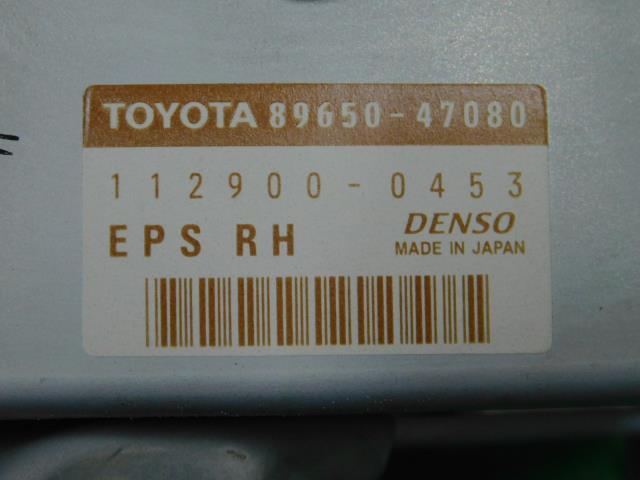 TOYOTA 89650-47080
112900-0453
EPS RH DENSO
MADE IN JAPAN